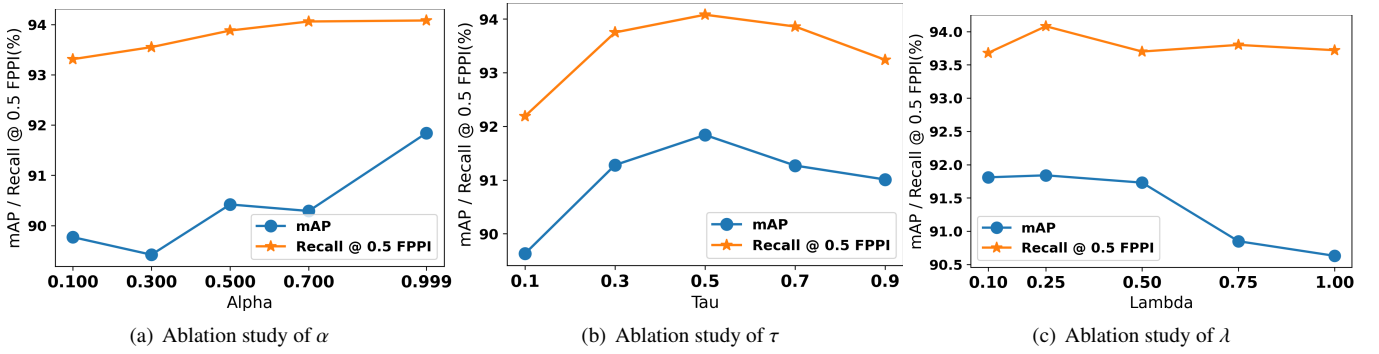 mAP / Recall @ 0.5 FPPI(%)
94
93
92
91
90
mAP
Recall @ 0.5 FPPI
0.100 0.300 0.500 0.700 0.999
Alpha
(a) Ablation study of α
mAP / Recall @ 0.5 FPPI(%)
94
93
92
91
90
mAP
Recall @ 0.5 FPPI
0.1 0.3 0.5 0.7 0.9
Tau
(b) Ablation study of τ
mAP / Recall @ 0.5 FPPI(%)
94.0
93.5
93.0
92.5
92.0
91.5
91.0
90.5
mAP
Recall @ 0.5 FPPI
0.10 0.25 0.50 0.75 1.00
Lambda
(c) Ablation study of λ